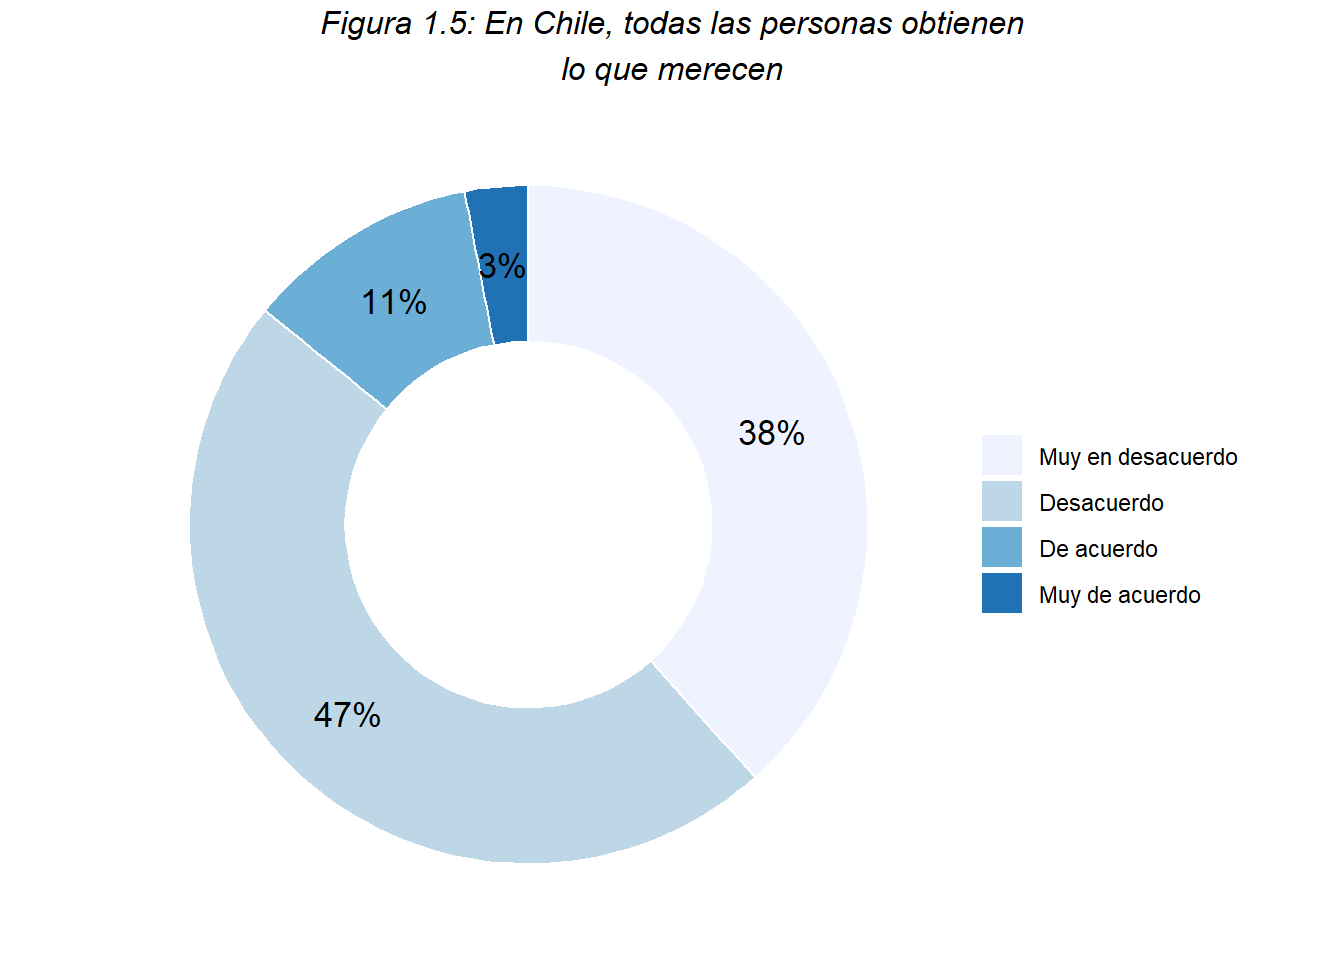 Figura 1.5: En Chile, todas las personas obtienen
lo que merecen
3%
11%
38%
47%
Muy en desacuerdo
Desacuerdo
De acuerdo
Muy de acuerdo